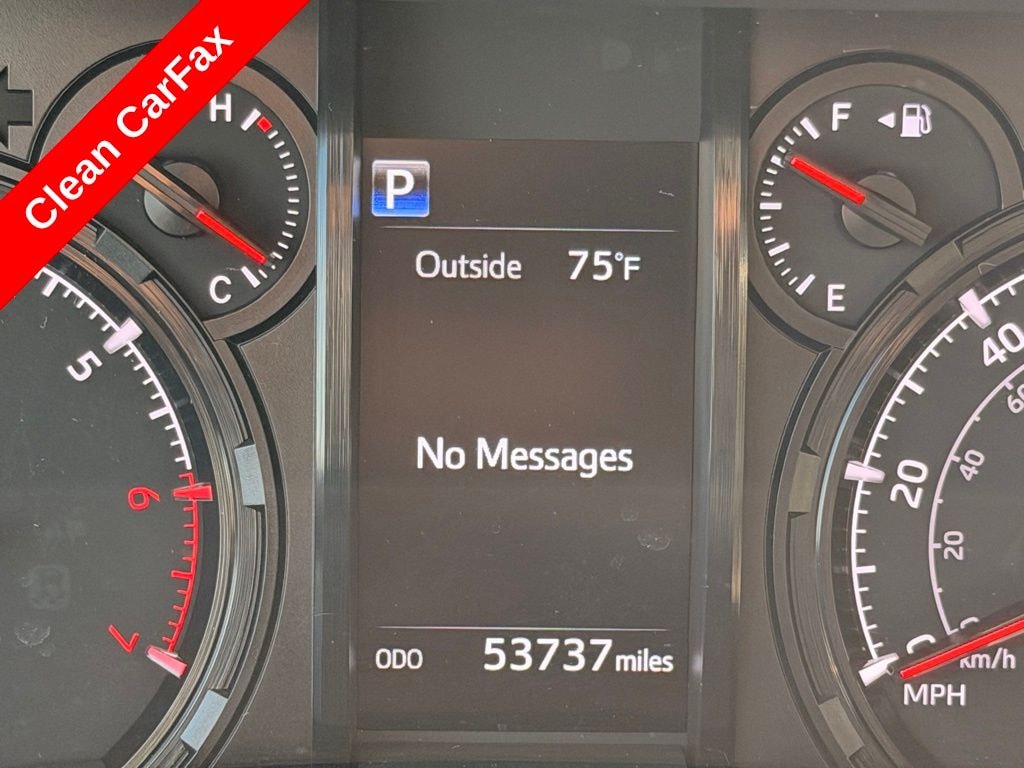 Clean CarFax
H
C
P
Outside 75°F
F
E
5
6
7
No Messages
40
20
0
60
40
20
km/h
MPH
ODO 53737 miles